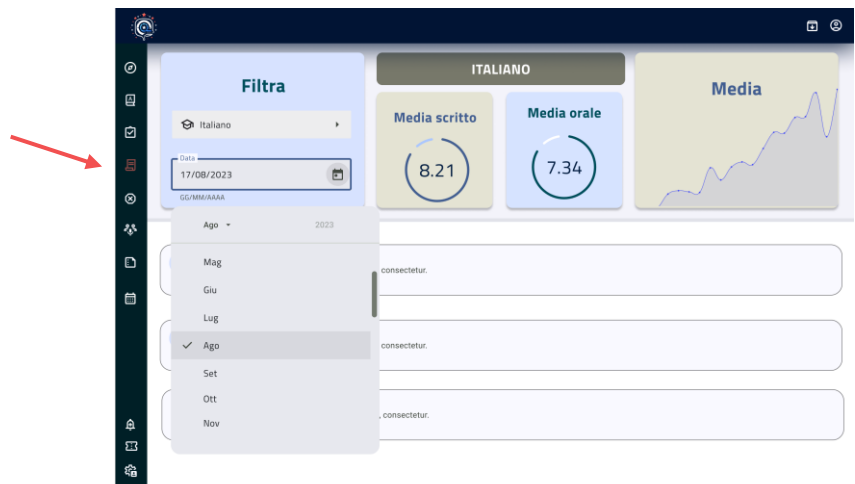 Filtra
Italiano
Data
17/08/2023
GG/MM/AAAA
Ago
2023
Mag
Giu
Lug
Ago
Set
Ott
Nov
ITALIANO
Media scritto
8.21
Media orale
7.34
Media
consectetur.
consectetur.
, consectetur.